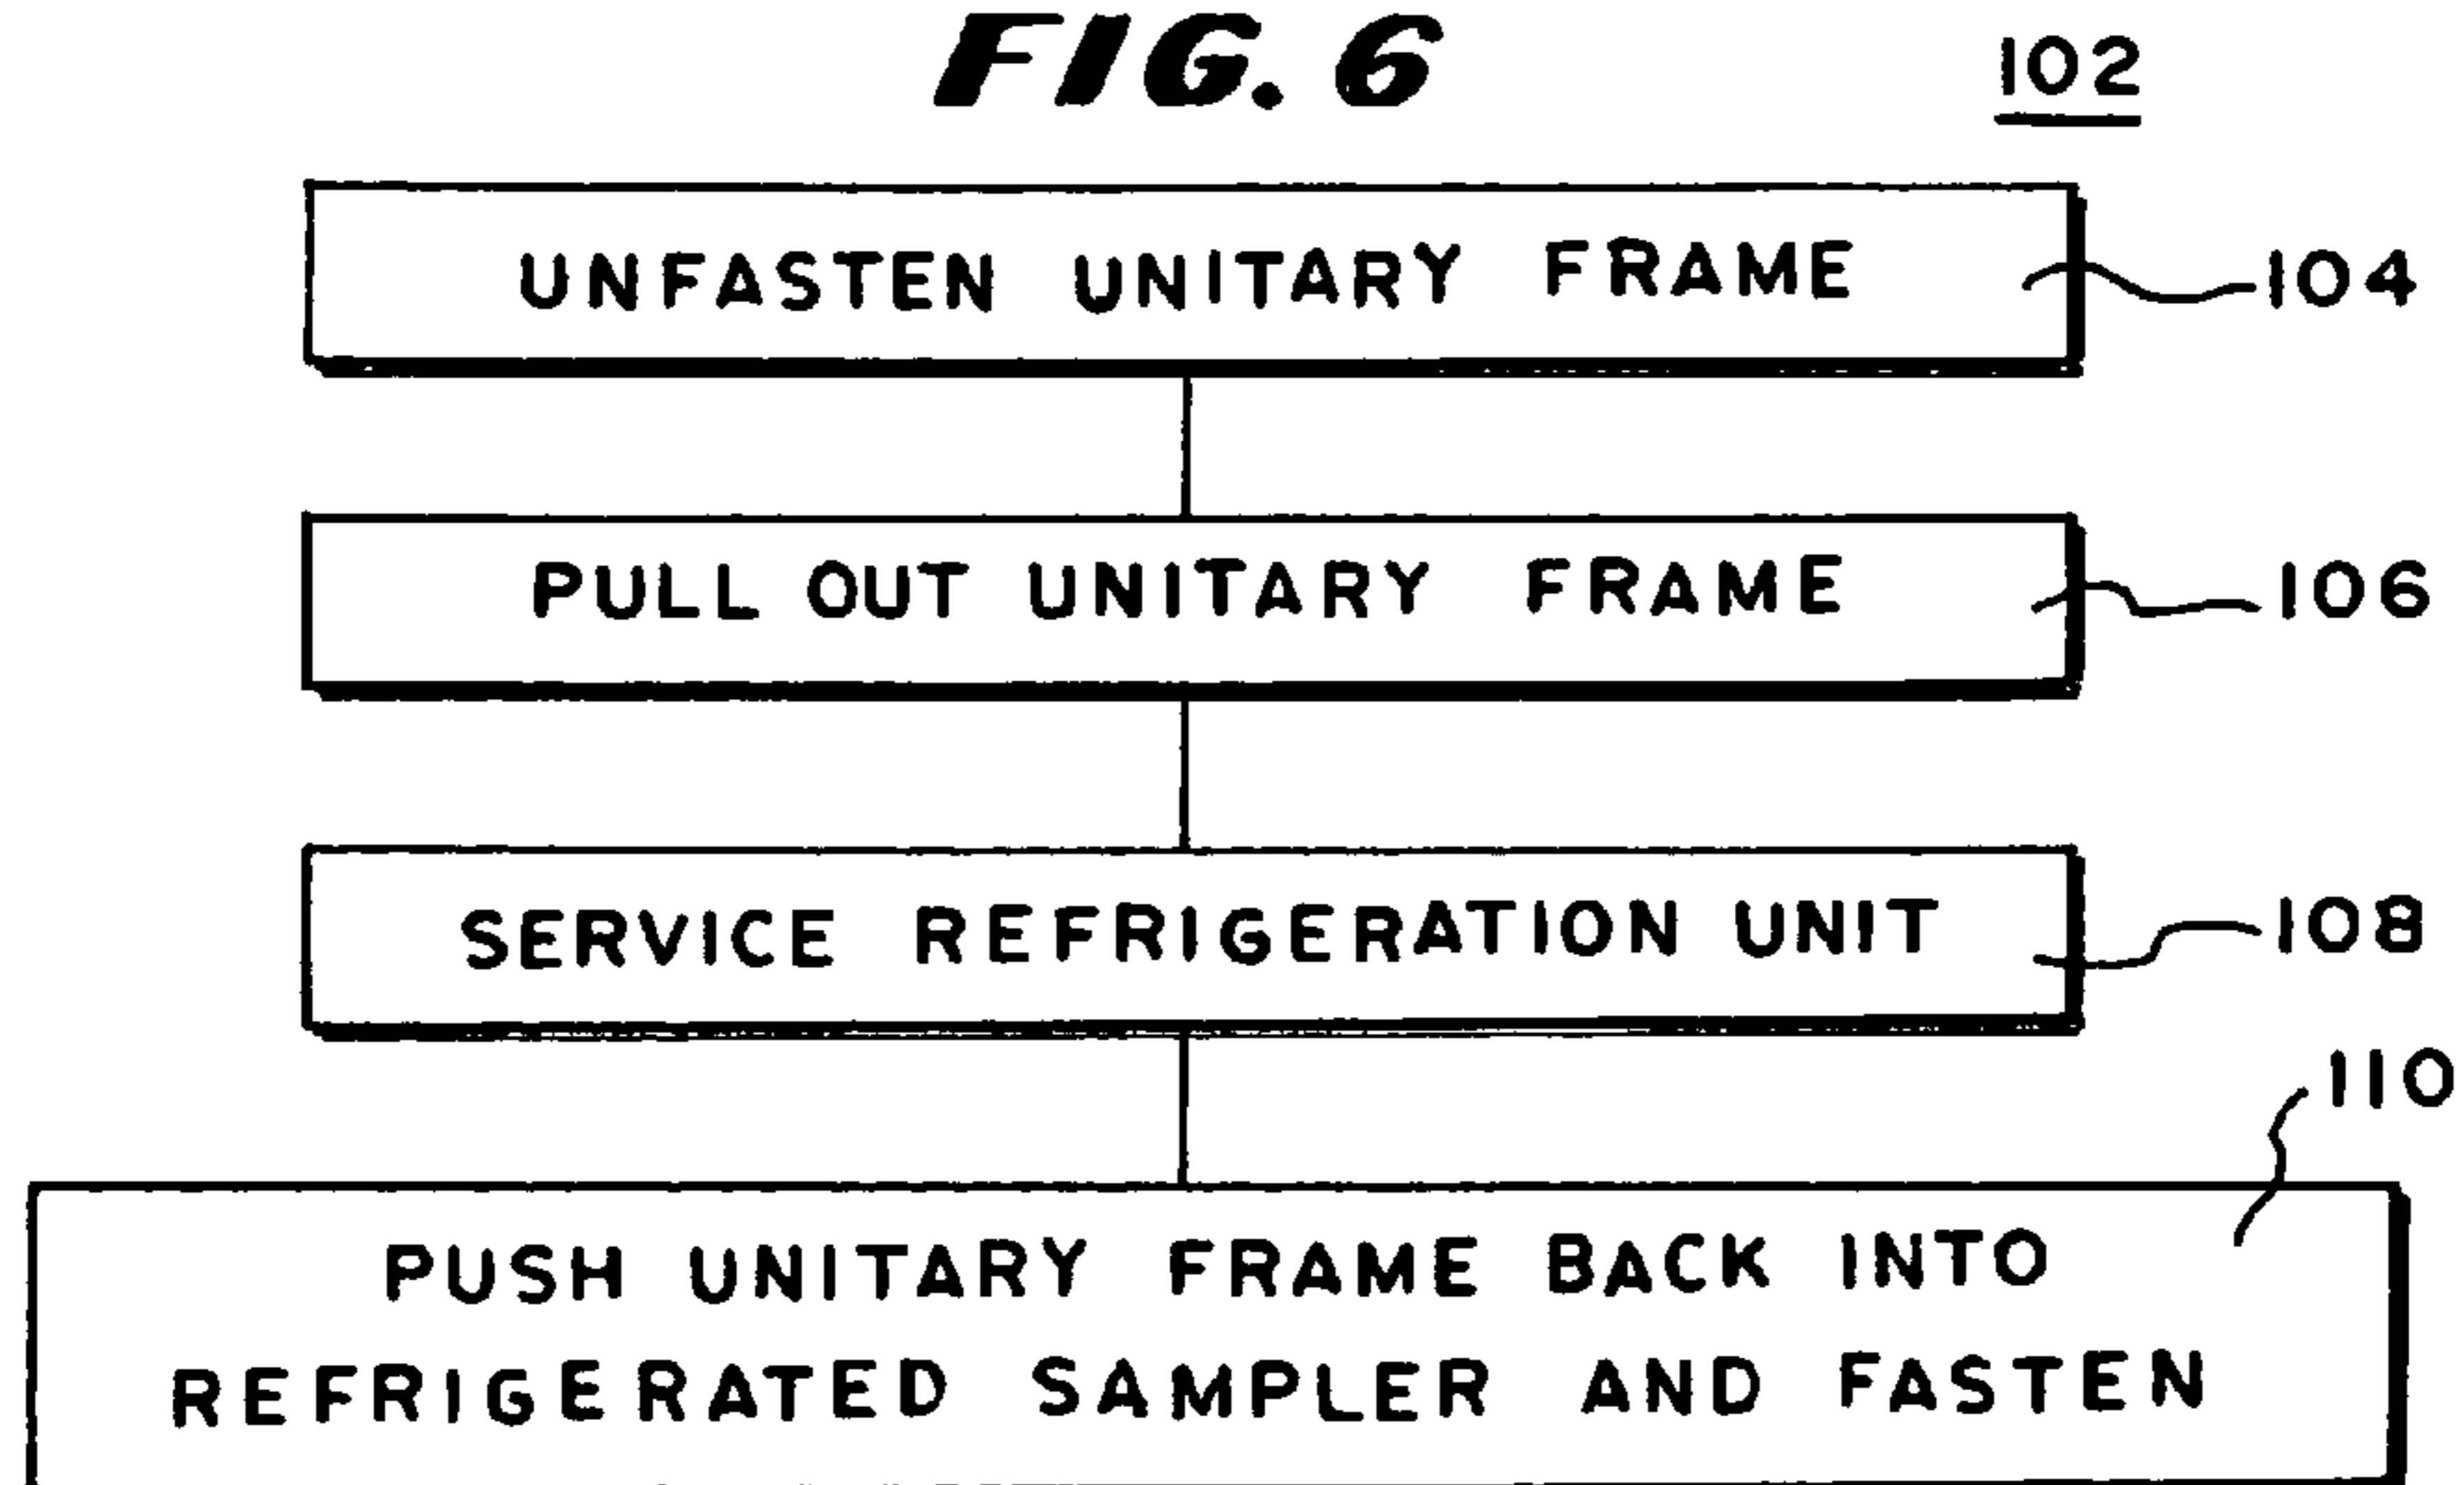 FIG. 6
102
UNFASTEN UNITARY FRAME
104
PULL OUT UNITARY FRAME
106
SERVICE REFRIGERATION UNIT
108
110
PUSH UNITARY FRAME BACK INTO
REFRIGERATED SAMPLER AND FASTEN